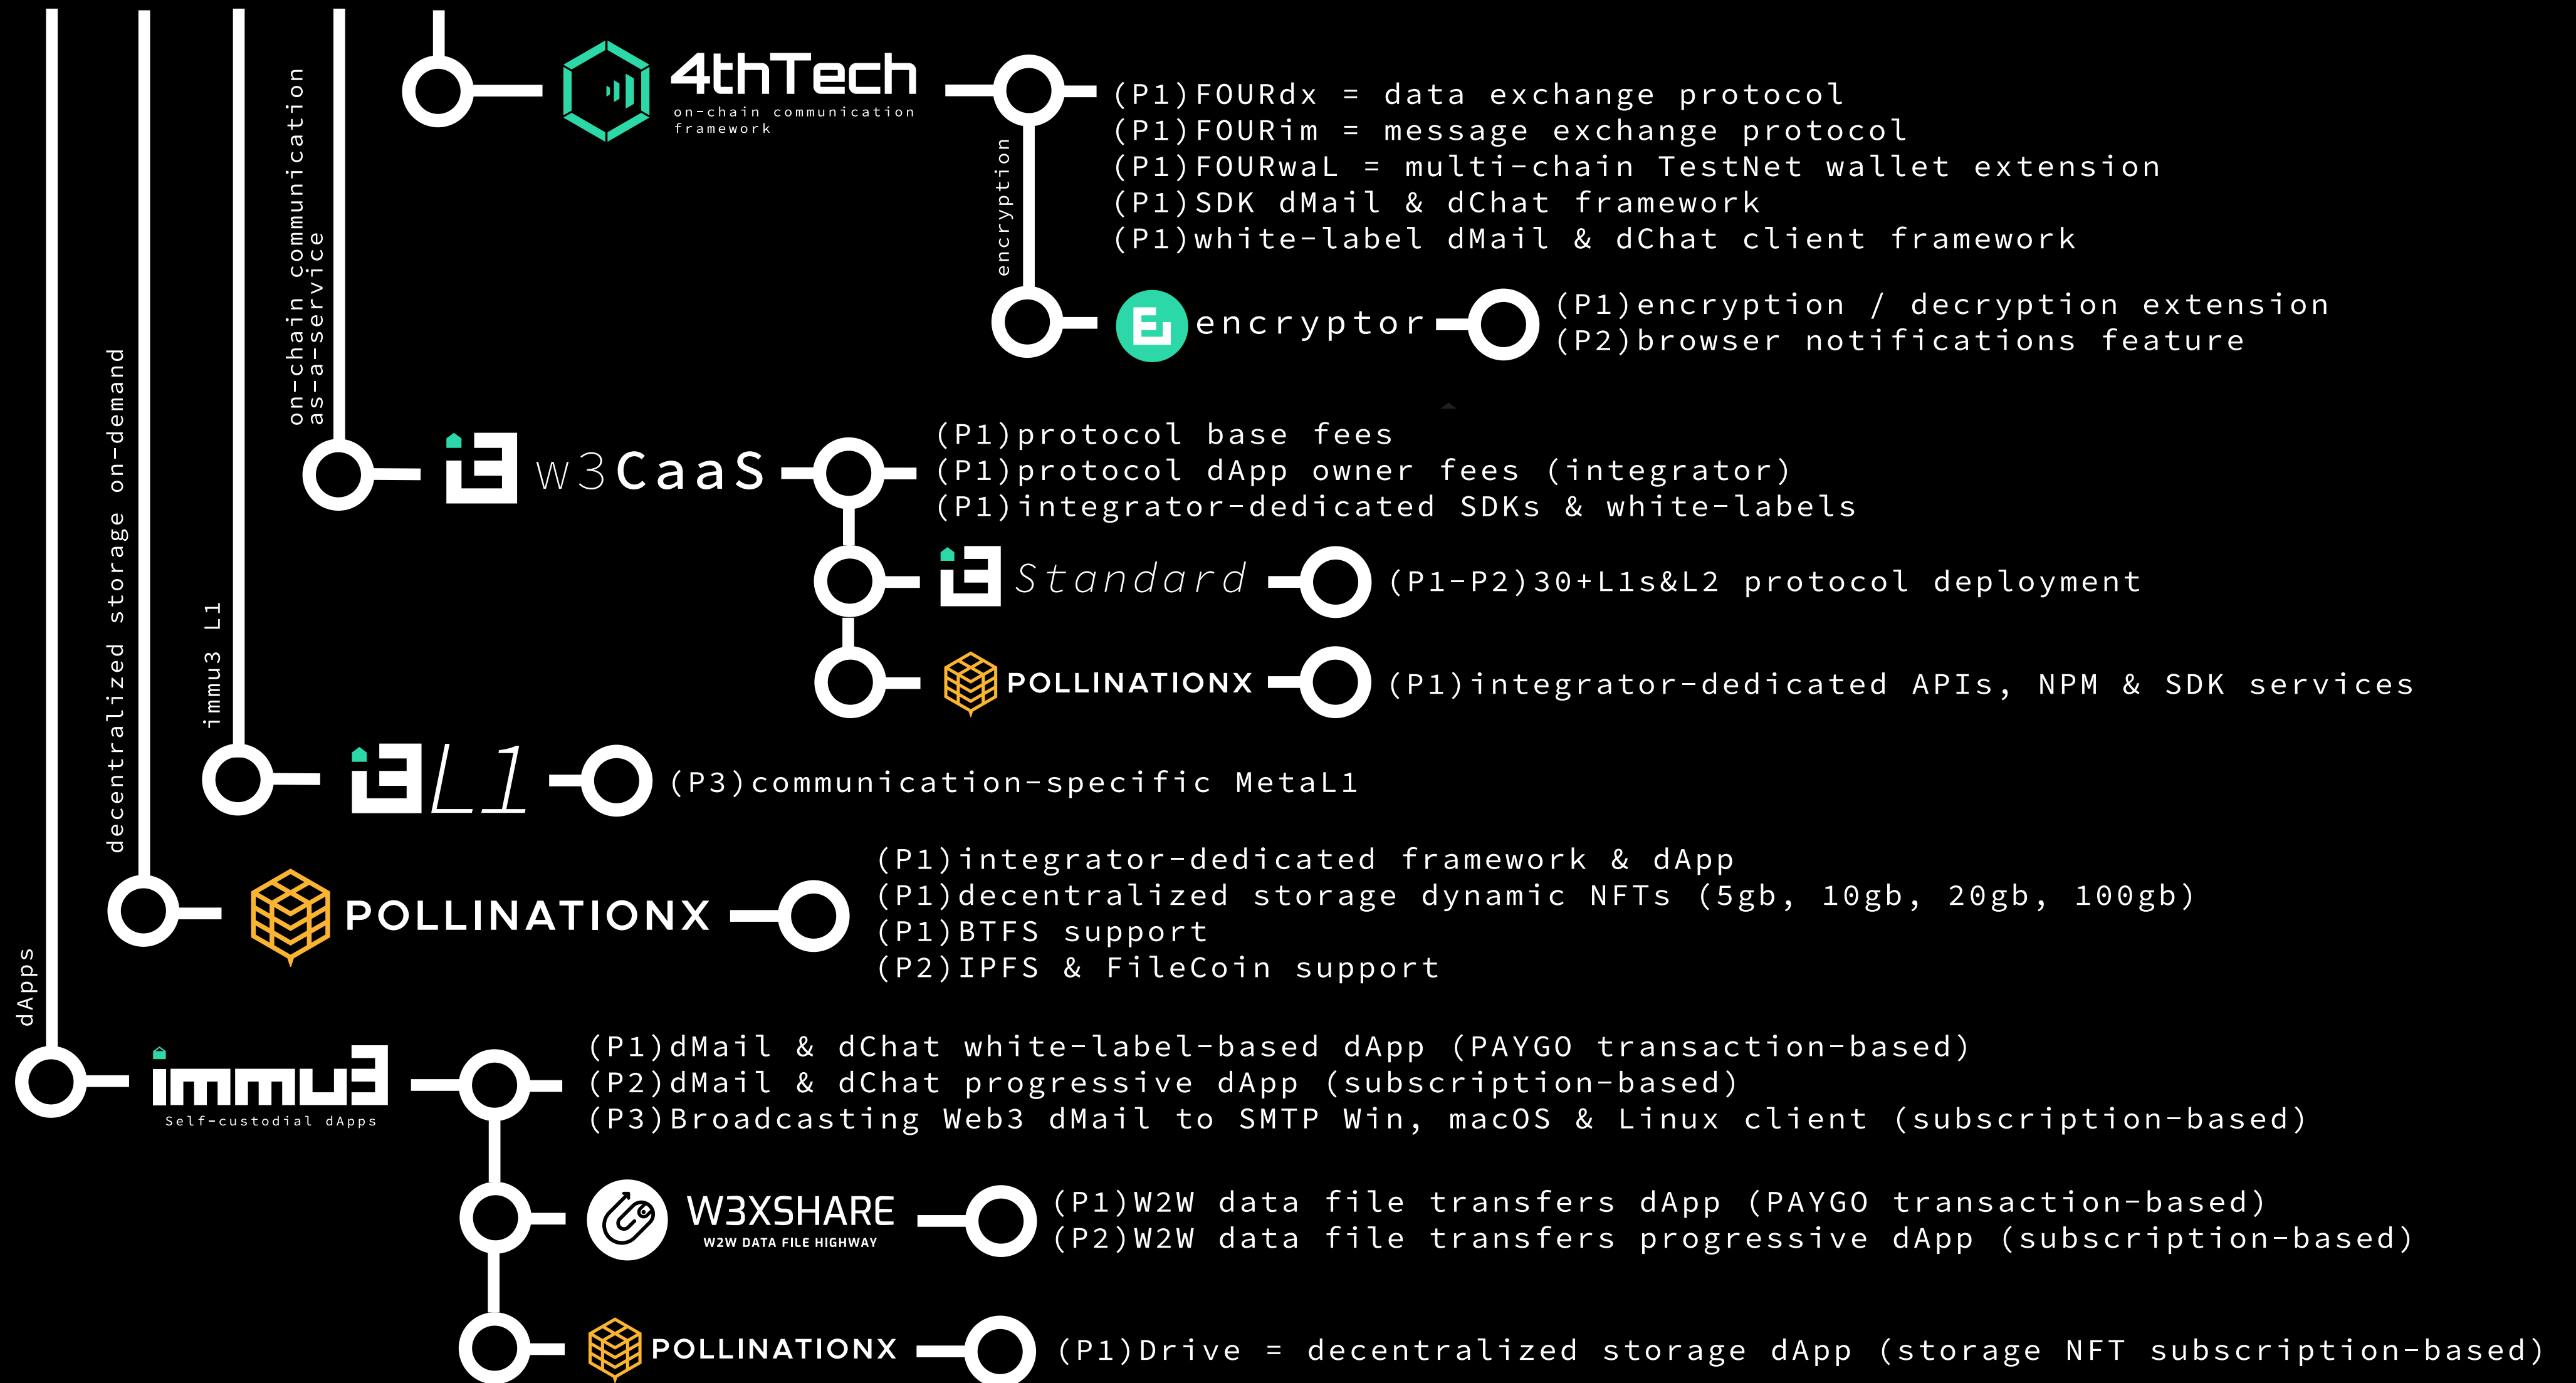 4thTech
on-chain communication
framework
(P1)FOURdx = data exchange protocol
(P1)FOURim = message exchange protocol
(P1)FOURwaL = multi-chain TestNet wallet extension
(P1)SDK dMail & dChat framework
(P1)white-label dMail & dChat client framework
encryption
encryptor
(P1)encryption / decryption extension
(P2)browser notifications feature
on-chain communication
as-a-service
i3 w3CaaS
(P1)protocol base fees
(P1)protocol dApp owner fees (integrator)
(P1)integrator-dedicated SDKs & white-labels
i3 Standard
(P1-P2)30+L1s&L2 protocol deployment
POLLINATIONX
(P1)integrator-dedicated APIs, NPM & SDK services
immu3 L1
i3 L1
(P3)communication-specific MetaL1
decentralized storage on-demand
POLLINATIONX
(P1)integrator-dedicated framework & dApp
(P1)decentralized storage dynamic NFTs (5gb, 10gb, 20gb, 100gb)
(P1)BTFS support
(P2)IPFS & FileCoin support
dApps
immu3
Self-custodial dApps
(P1)dMail & dChat white-label-based dApp (PAYGO transaction-based)
(P2)dMail & dChat progressive dApp (subscription-based)
(P3)Broadcasting Web3 dMail to SMTP Win, macOS & Linux client (subscription-based)
W3XSHARE
W2W DATA FILE HIGHWAY
(P1)W2W data file transfers dApp (PAYGO transaction-based)
(P2)W2W data file transfers progressive dApp (subscription-based)
POLLINATIONX
(P1)Drive = decentralized storage dApp (storage NFT subscription-based)